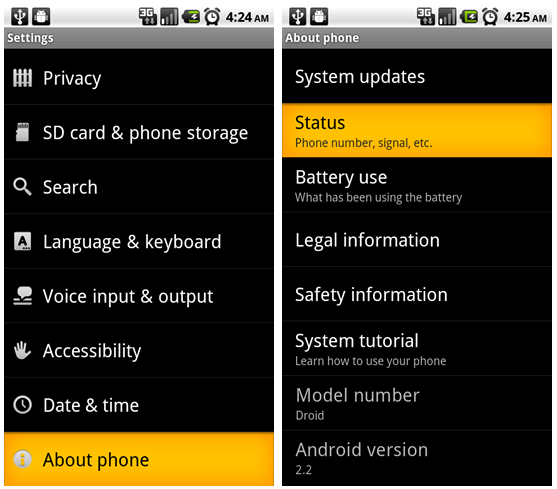 3G
4:24 AM
Settings
Privacy
SD card & phone storage
Search
Language & keyboard
Voice input & output
Accessibility
Date & time
About phone
3G
4:25 AM
About phone
System updates
Status
Phone number, signal, etc.
Battery use
What has been using the battery
Legal information
Safety information
System tutorial
Learn how to use your phone
Model number
Droid
Android version
2.2